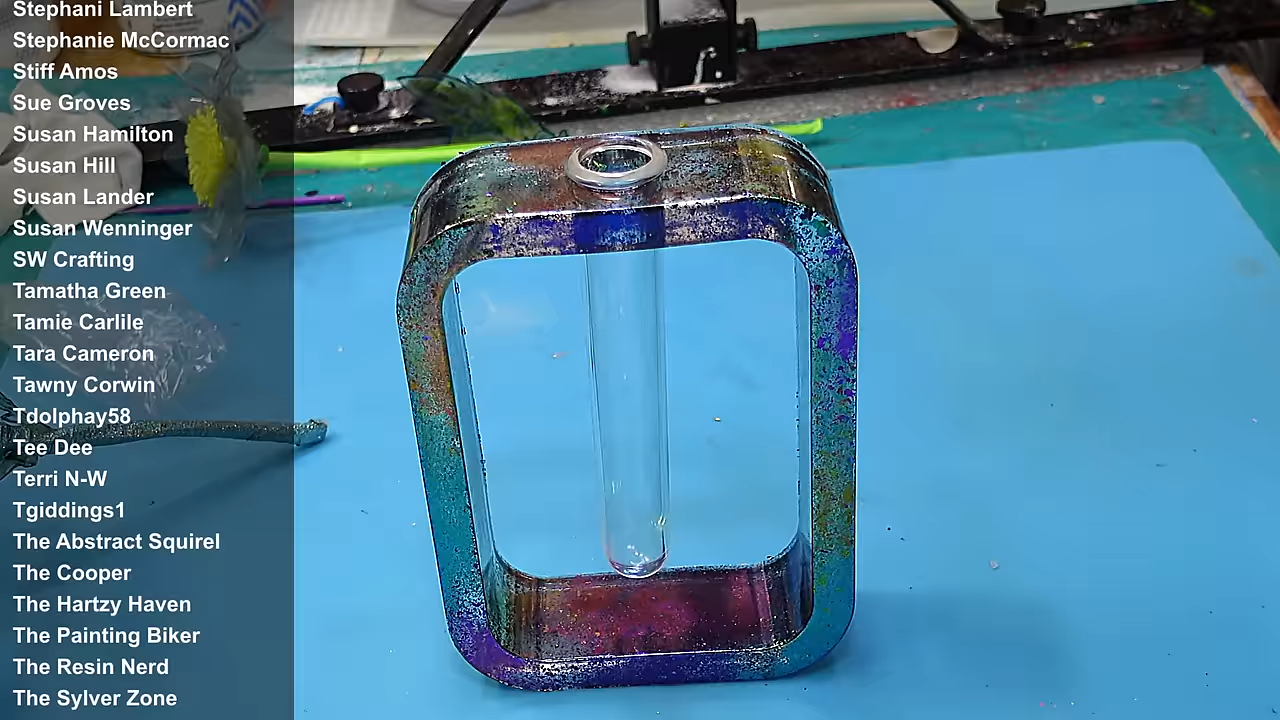 Stephani Lambert
Stephanie McCormac
Stiff Amos
Sue Groves
Susan Hamilton
Susan Hill
Susan Lander
Susan Wenninger
SW Crafting
Tamatha Green
Tamie Carlile
Tara Cameron
Tawny Corwin
Tdolphay58
Tee Dee
Terri N-W
Tgiddings1
The Abstract Squirrel
The Cooper
The Hartzy Haven
The Painting Biker
The Resin Nerd
The Sylver Zone